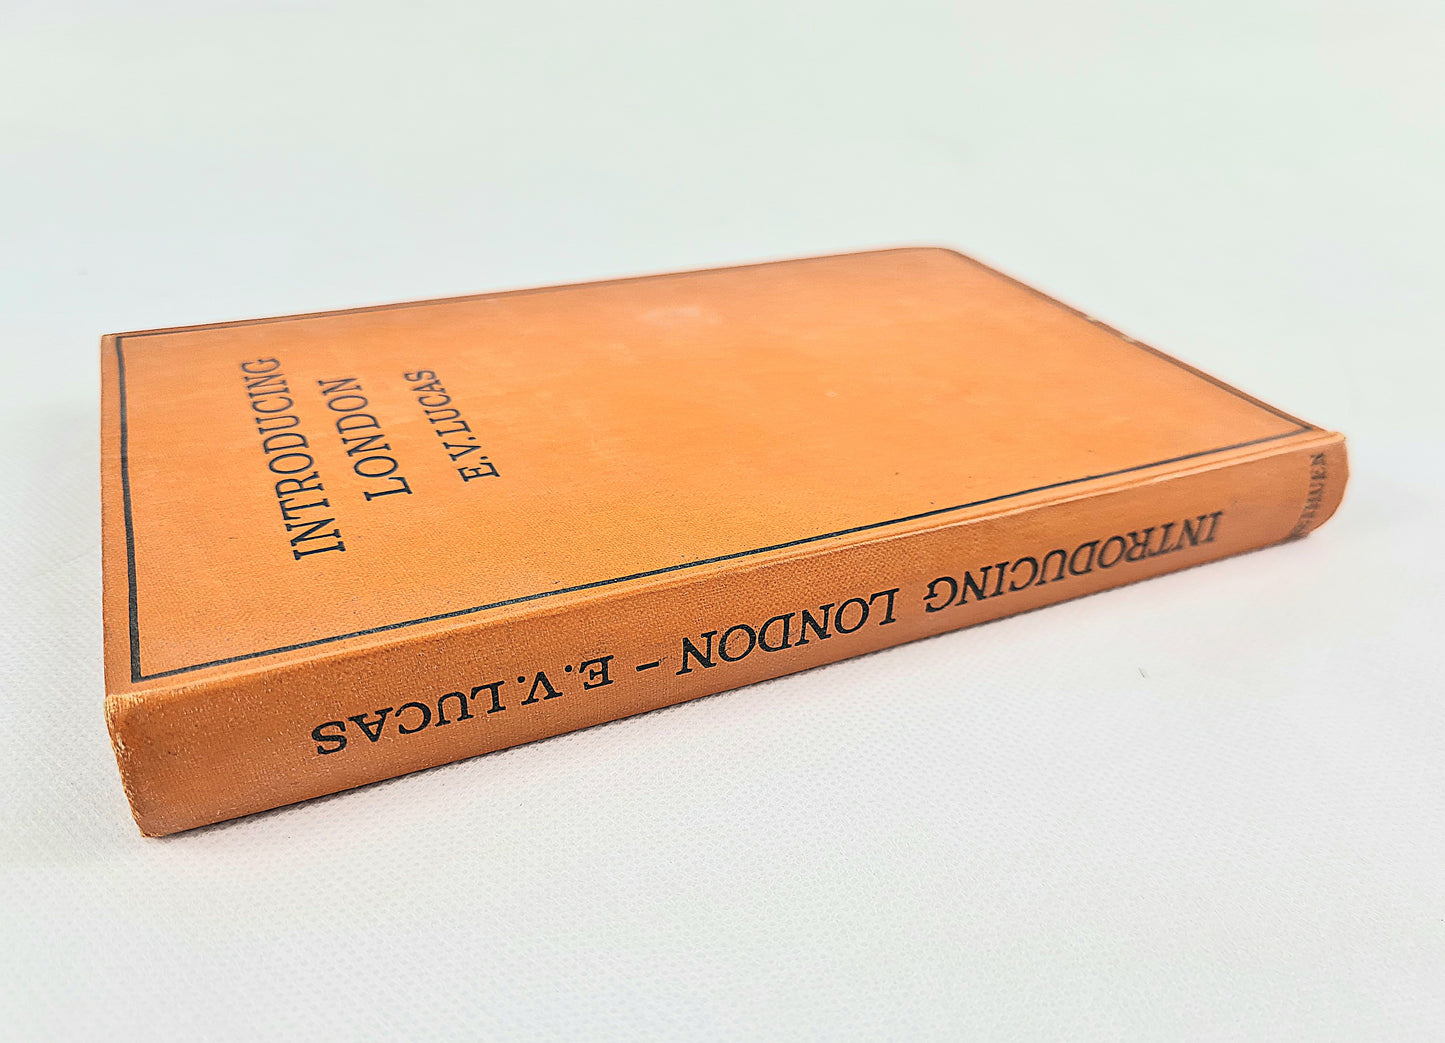 INTRODUCING
LONDON
E.V.LUCAS
INTRODUCING LONDON – E.V.LUCAS